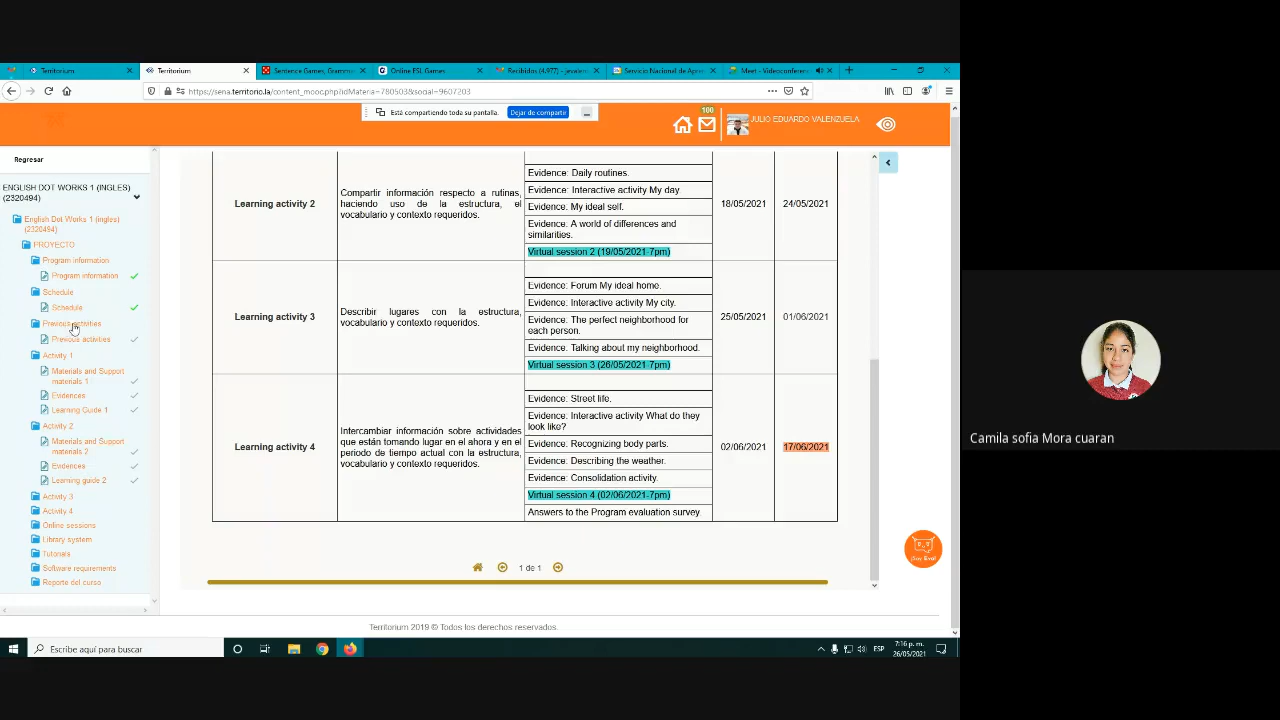 Territorium
Territorium
Sentence Games, Gramma
Online ESL Games
Recibidos (4.977) - javalen
Servicio Nacional de Apre
Meet - Videoconferenc
https://sena.territorio.la/content_mooc.php?idMateria=780503&social=9607203
Está compartiendo toda su pantalla.
Dejar de compartir
100
JULIO EDUARDO VALENZUELA
Regresar
ENGLISH DOT WORKS 1 (INGLES)
(2320494)
English Dot Works 1 (ingles)
(2320494)
PROYECTO
Program information
Program information
Schedule
Schedule
Previous activities
Previous activities
Activity 1
Materials and Support
materials 1
Evidences
Learning Guide 1
Activity 2
Materials and Support
materials 2
Evidences
Learning guide 2
Activity 3
Activity 4
Online sessions
Library system
Tutorials
Software requirements
Reporte del curso
Learning activity 2
Compartir información respecto a rutinas,
haciendo uso de la estructura, el
vocabulario y contexto requeridos.
Evidence: Daily routines.
Evidence: Interactive activity My day.
Evidence: My ideal self.
Evidence: A world of differences and
similarities.
Virtual session 2 (19/05/2021-7pm)
18/05/2021
24/05/2021
Learning activity 3
Describir lugares con la estructura,
vocabulario y contexto requeridos.
Evidence: Forum My ideal home.
Evidence: Interactive activity My city.
Evidence: The perfect neighborhood for
each person.
Evidence: Talking about my neighborhood.
Virtual session 3 (26/05/2021-7pm)
25/05/2021
01/06/2021
Learning activity 4
Intercambiar información sobre actividades
que están tomando lugar en el ahora y en el
periodo de tiempo actual con la estructura,
vocabulario y contexto requeridos.
Evidence: Street life.
Evidence: Interactive activity What do they
look like?
Evidence: Recognizing body parts.
Evidence: Describing the weather.
Evidence: Consolidation activity.
Virtual session 4 (02/06/2021-7pm)
Answers to the Program evaluation survey.
02/06/2021
17/06/2021
1 de 1
Territorium 2019 © Todos los derechos reservados.
Escribe aquí para buscar
ESP
7:16 p. m.
26/05/2021
Camila sofia Mora cuaran